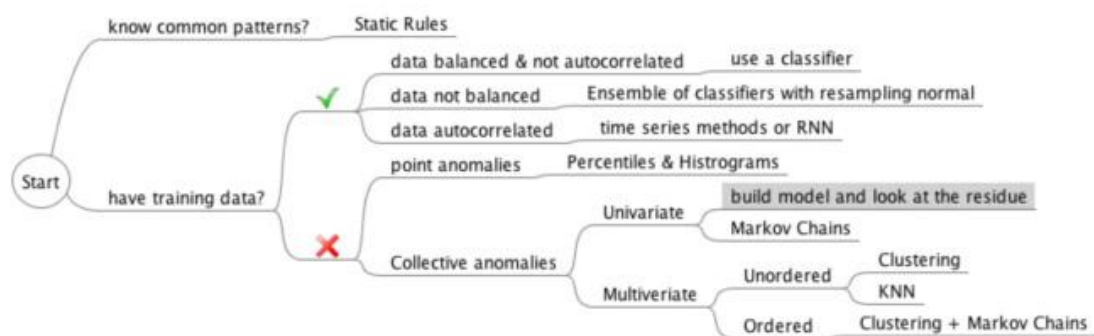 know common patterns?
Static Rules
data balanced & not autocorrelated
use a classifier
data not balanced
Ensemble of classifiers with resampling normal
data autocorrelated
time series methods or RNN
Start
have training data?
point anomalies
Percentiles & Histrograms
Collective anomalies
Univariate
build model and look at the residue
Markov Chains
Multiveriate
Unordered
Clustering
KNN
Ordered
Clustering + Markov Chains